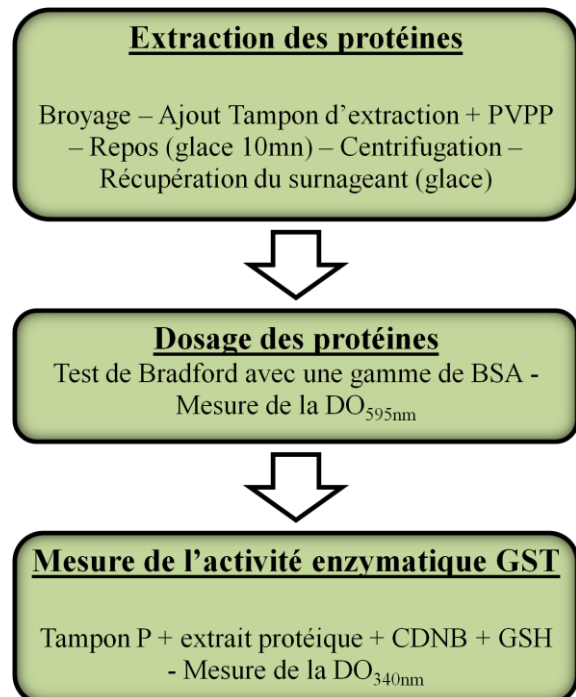 Extraction des protéines
Broyage – Ajout Tampon d'extraction + PVPP
– Repos (glace 10mn) – Centrifugation –
Récupération du surnageant (glace)
Dosage des protéines
Test de Bradford avec une gamme de BSA -
Mesure de la DO595nm
Mesure de l'activité enzymatique GST
Tampon P + extrait protéique + CDNB + GSH
- Mesure de la DO340nm